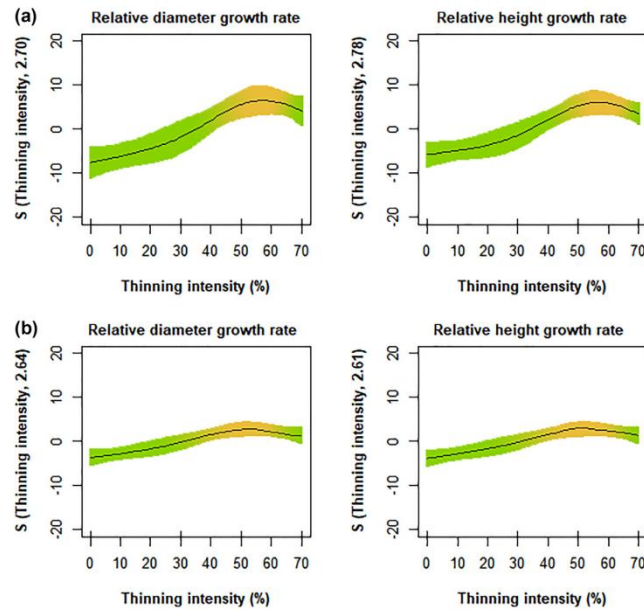 (a)
Relative diameter growth rate
S (Thinning intensity, 2.70)
20
10
0
-10
-20
0 10 20 30 40 50 60 70
Thinning intensity (%)
Relative height growth rate
S (Thinning intensity, 2.78)
20
10
0
-10
-20
0 10 20 30 40 50 60 70
Thinning intensity (%)
(b)
Relative diameter growth rate
S (Thinning intensity, 2.64)
20
10
0
-10
-20
0 10 20 30 40 50 60 70
Thinning intensity (%)
Relative height growth rate
S (Thinning intensity, 2.61)
20
10
0
-10
-20
0 10 20 30 40 50 60 70
Thinning intensity (%)